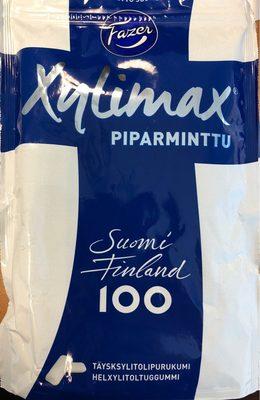 Fazer
Xylimax®
PIPARMINTTU
Suomi
Finland
100
TÄYSKSYLITOLIPURUKUMI
HELXYLITOLTUGGUMMI